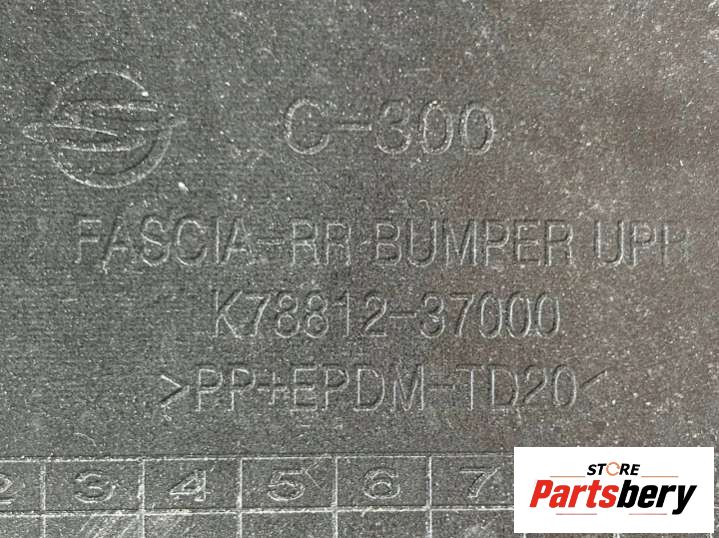 C-300
FASCIA-RR BUMPER UPR
K78812-37000
>PP+EPDM-TD20<
2 3 4 5 6 7
STORE
Partsbery